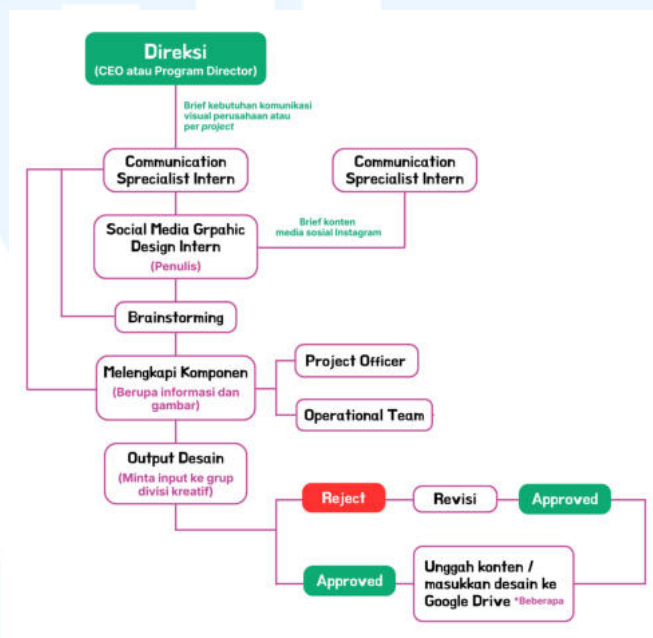 Direksi
(CEO atau Program Director)
Brief kebutuhan komunikasi
visual perusahaan atau
per project
Communication
Sprecialist Intern
Communication
Sprecialist Intern
Social Media Grpahic
Design Intern
(Penulis)
Brief konten
media sosial Instagram
Brainstorming
Melengkapi Komponen
(Berupa informasi dan
gambar)
Project Officer
Operational Team
Output Desain
(Minta input ke grup
divisi kreatif)
Reject
Revisi
Approved
Approved
Unggah konten /
masukkan desain ke
Google Drive *Beberapa